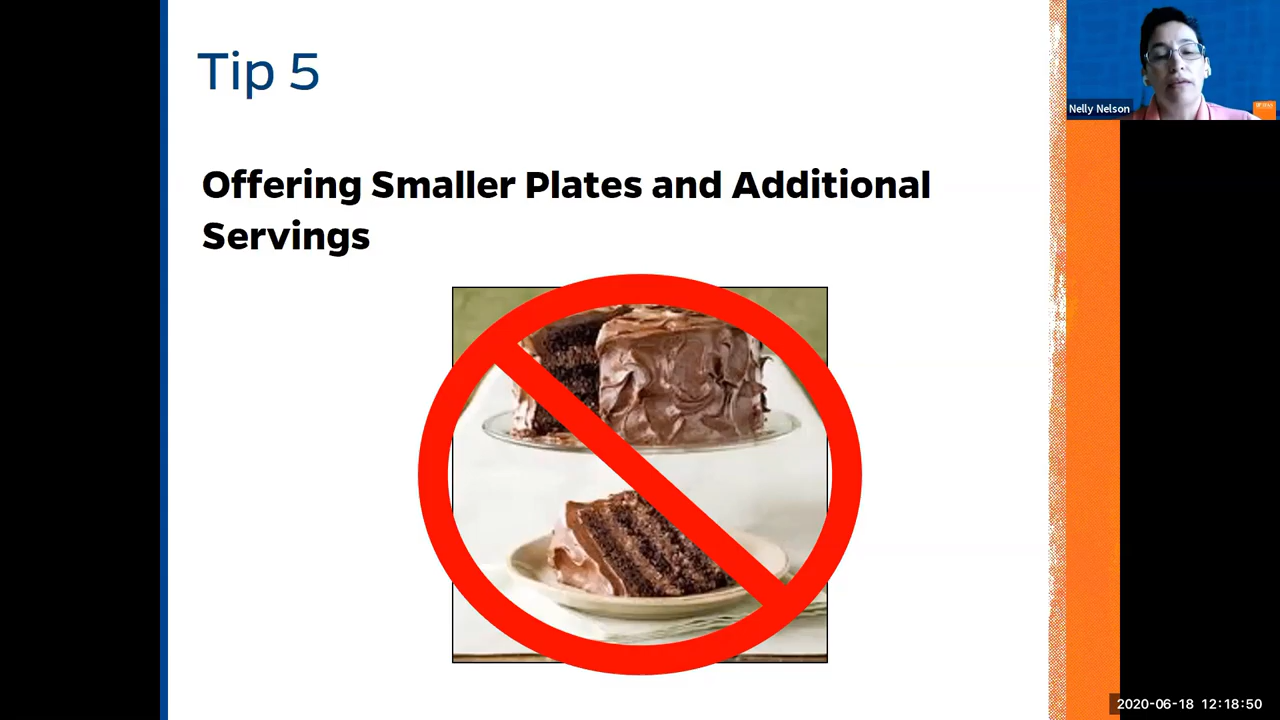 Tip 5
Offering Smaller Plates and Additional
Servings
Nelly Nelson
2020-06-18 12:18:50